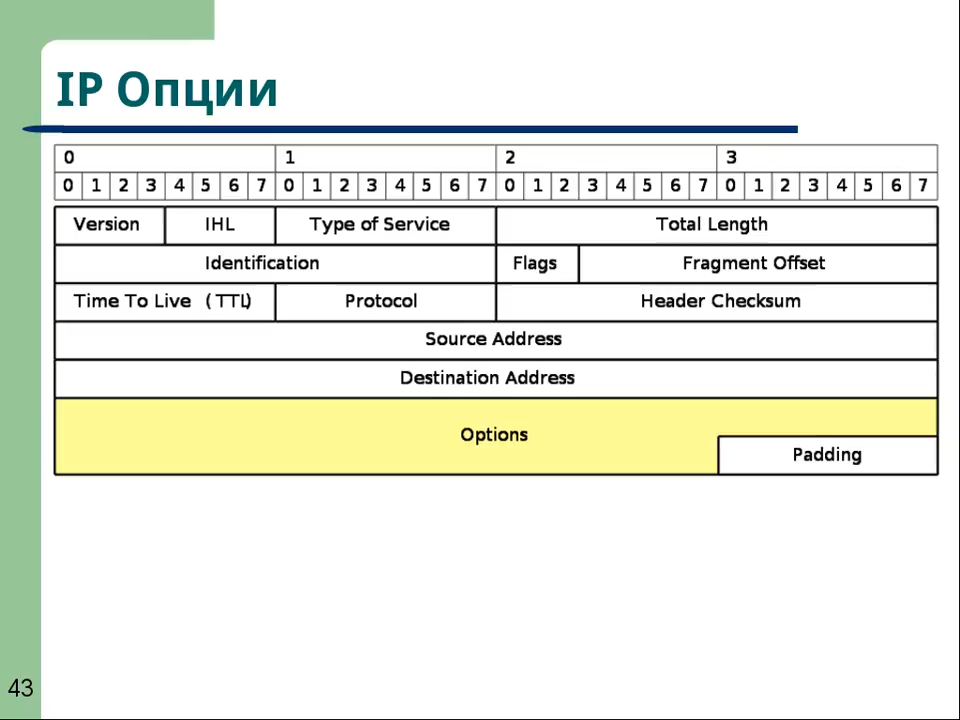 IP Опции
0 1 2 3
0 1 2 3 4 5 6 7 0 1 2 3 4 5 6 7 0 1 2 3 4 5 6 7 0 1 2 3 4 5 6 7
Version IHL Type of Service Total Length
Identification Flags Fragment Offset
Time To Live (TTL) Protocol Header Checksum
Source Address
Destination Address
Options
Padding
43